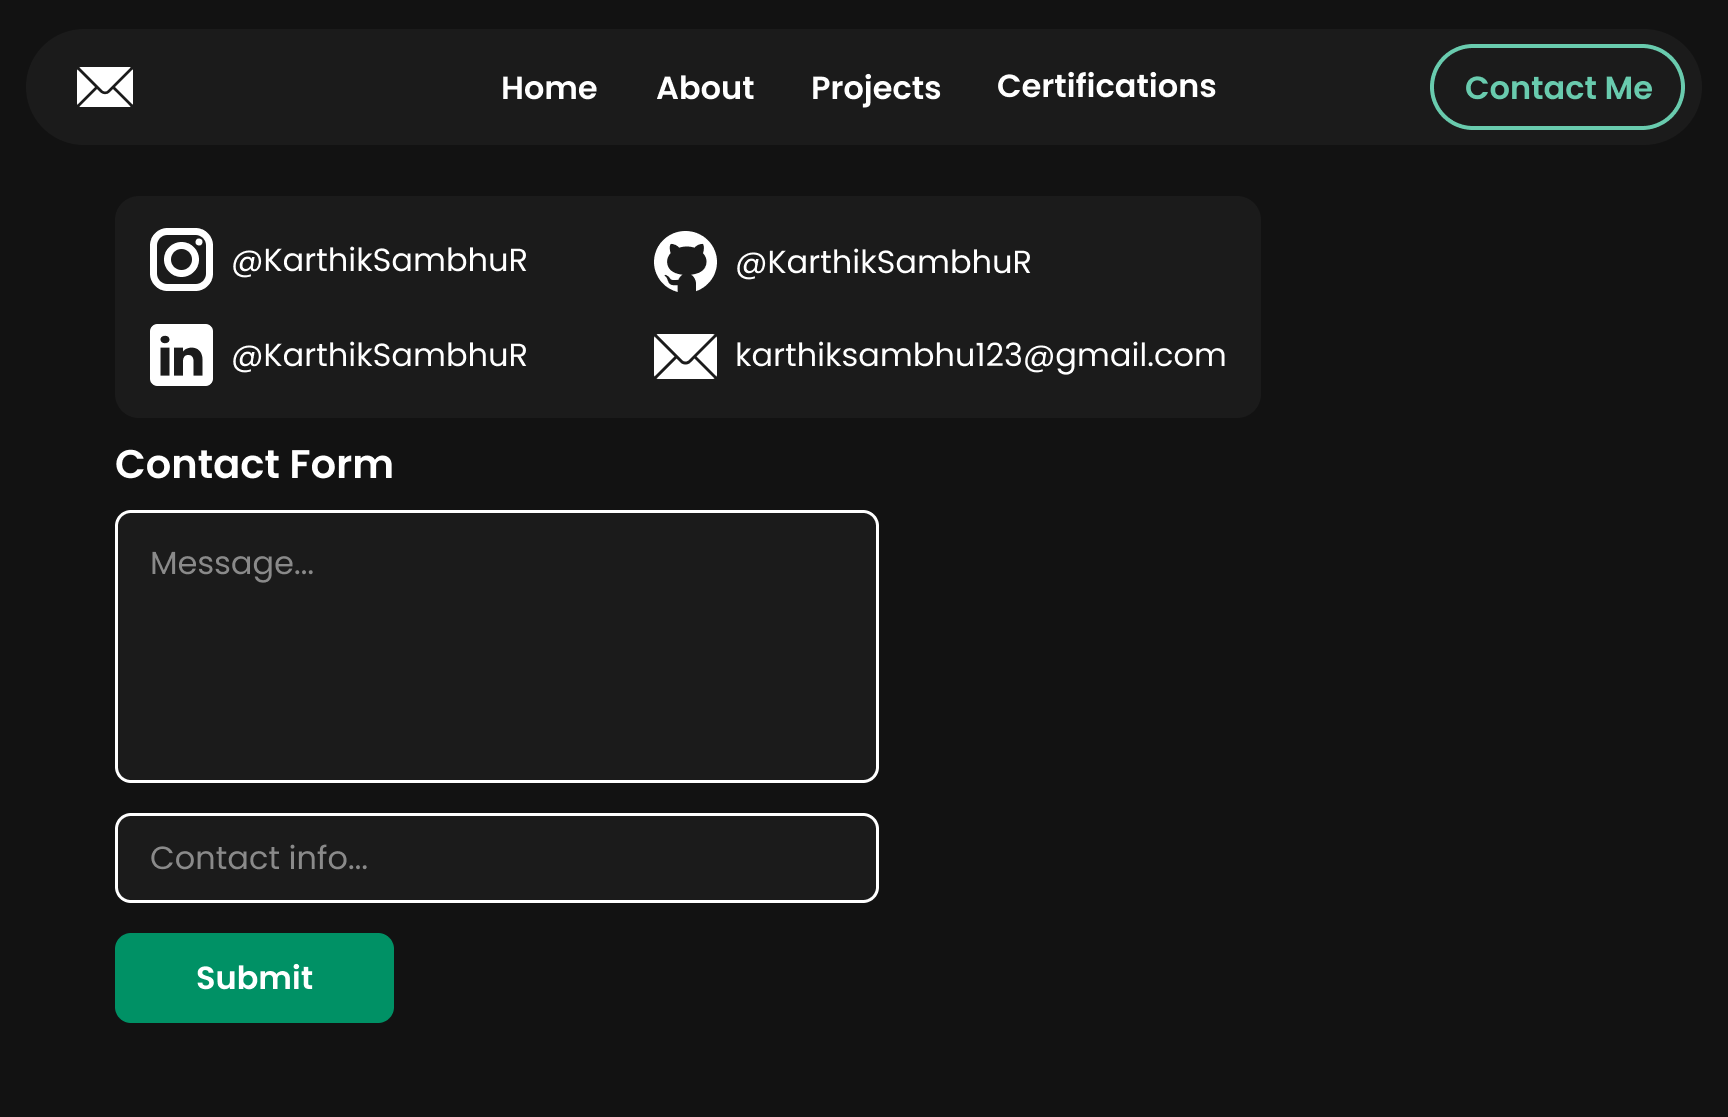 Home About Projects Certifications Contact Me
@KarthikSambhuR @KarthikSambhuR
in @KarthikSambhuR karthiksambhu123@gmail.com
Contact Form
Message...
Contact info...
Submit